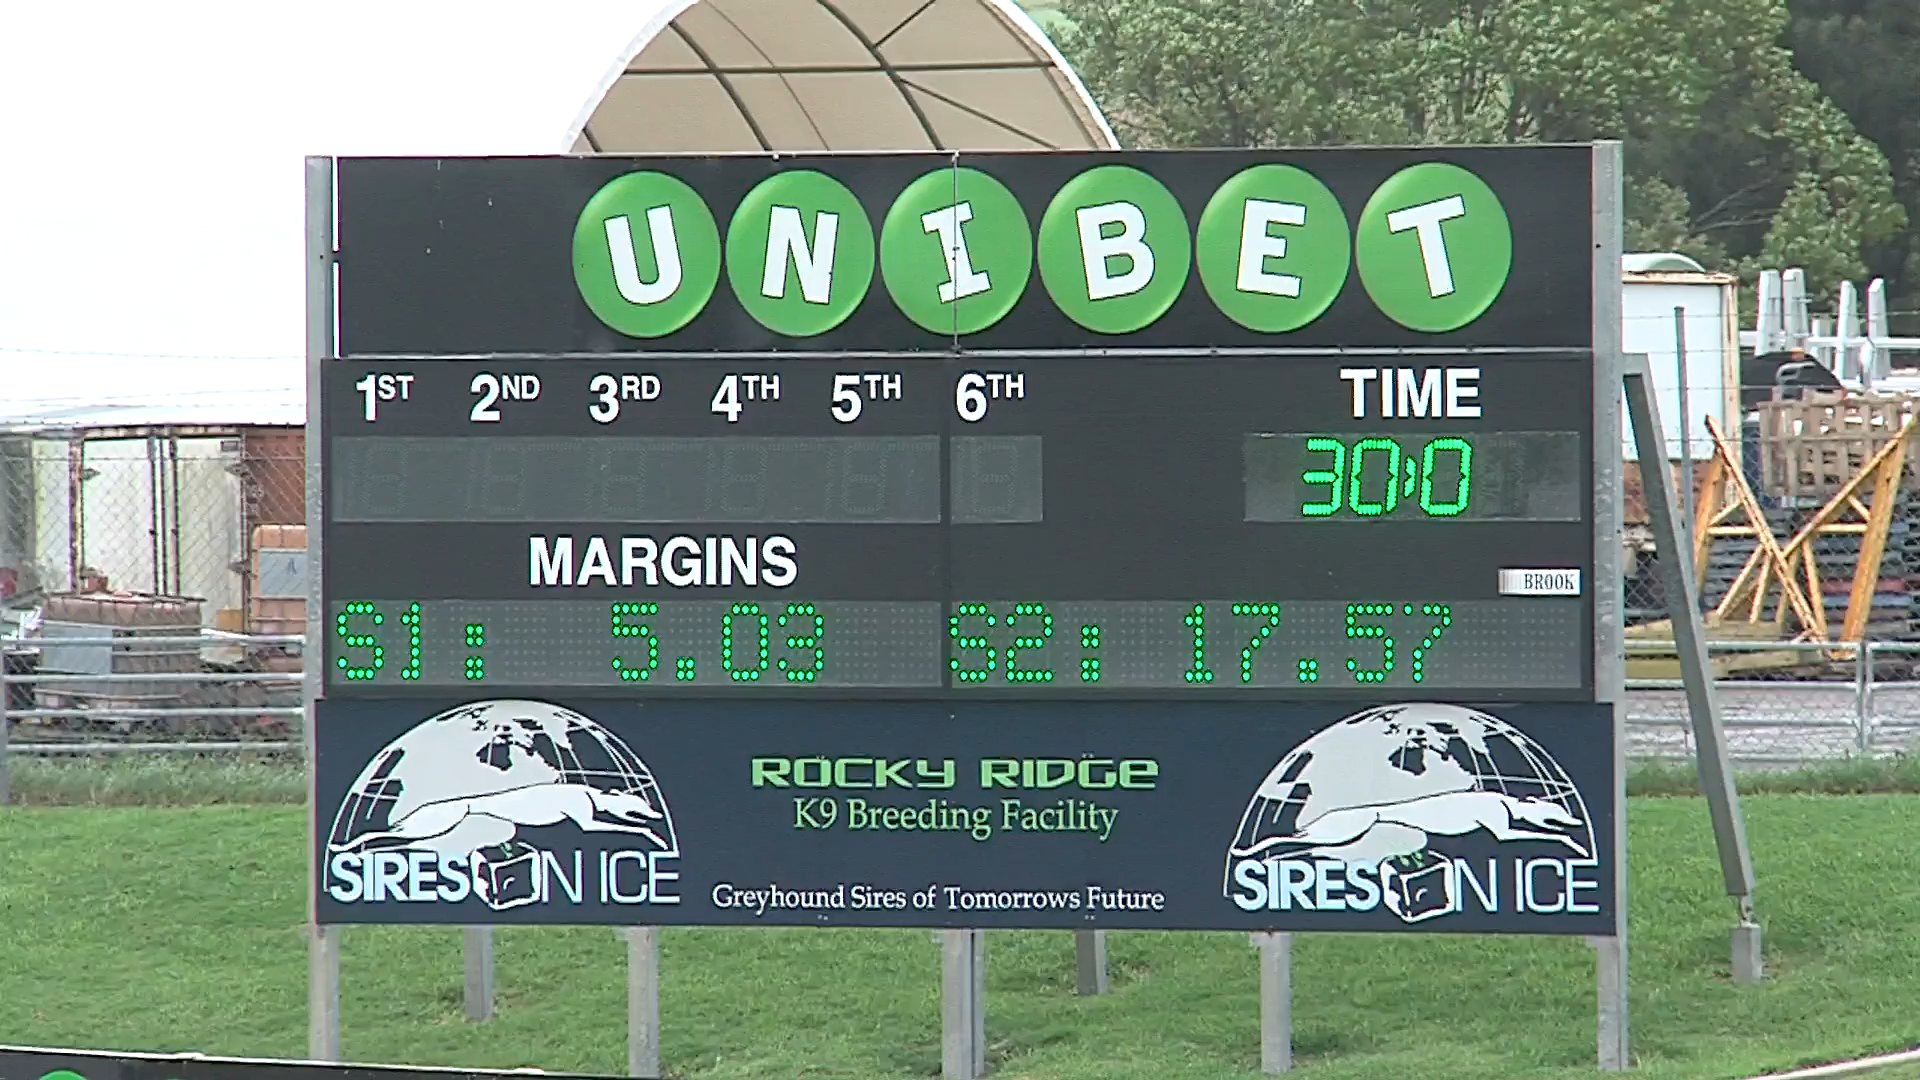 UNIBET
1ST 2ND 3RD 4TH 5TH 6TH TIME
30:0
MARGINS
BROOK
S1: 5.03 S2: 17.57
ROCKY RIDGE
K9 Breeding Facility
SIRES ON ICE
Greyhound Sires of Tomorrows Future
SIRES ON ICE